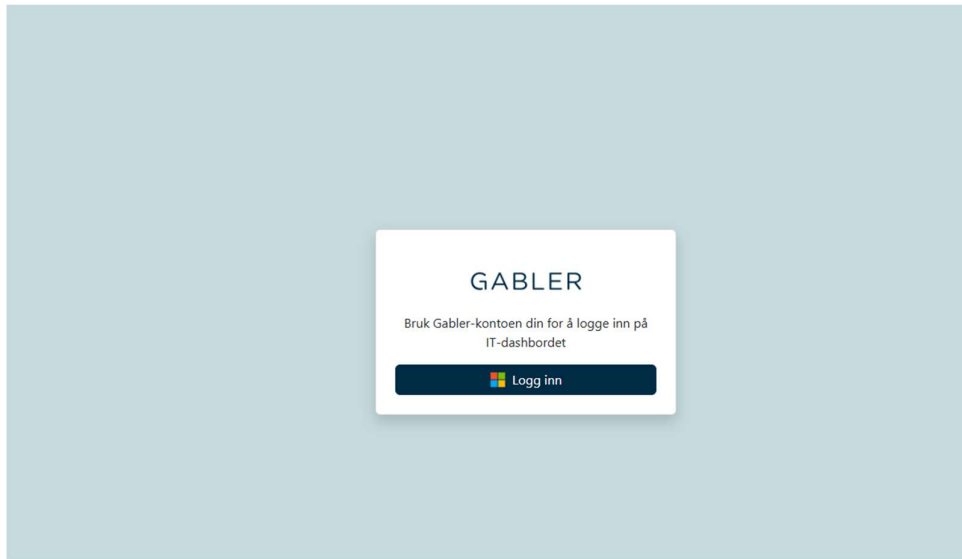 GABLER
Bruk Gabler-kontoen din for å logge inn på
IT-dashbordet
Logg inn